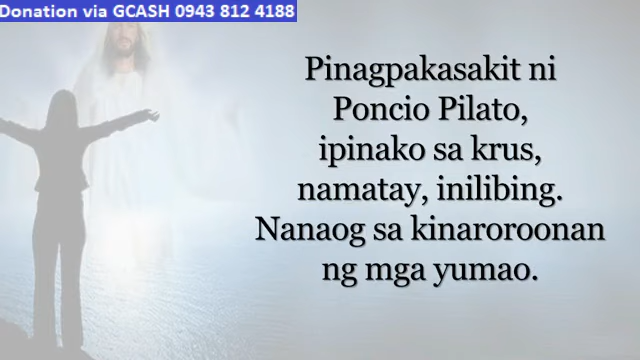 Donation via GCASH 0943 812 4188
Pinagpakasakit ni
Poncio Pilato,
ipinako sa krus,
namatay, inilibing.
Nanaog sa kinaroroonan
ng mga yumao.